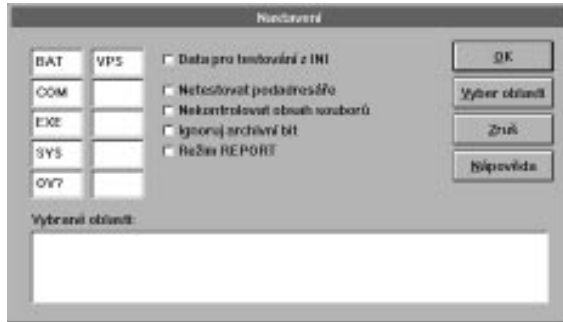 Nastavení
BAT VPS
COM
EXE
SYS
OV?
Data pro testování z INI
Netestovat podadresáře
Nekontrolovat obsah souborů
Ignoruj archivní bit
Režim REPORT
OK
Výběr oblastí
Zruš
Nápověda
Vybrané oblasti: